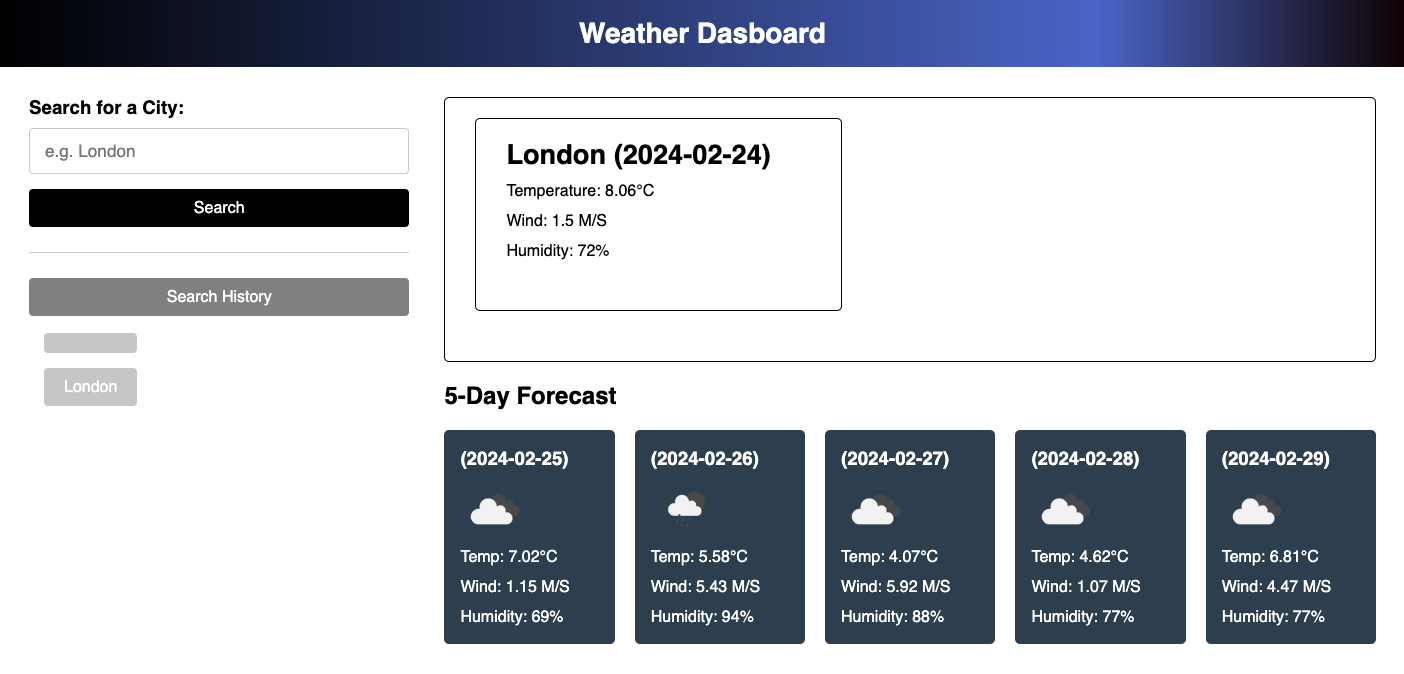 Weather Dasboard
Search for a City:
e.g. London
Search
Search History
London
London (2024-02-24)
Temperature: 8.06°C
Wind: 1.5 M/S
Humidity: 72%
5-Day Forecast
(2024-02-25)
Temp: 7.02°C
Wind: 1.15 M/S
Humidity: 69%
(2024-02-26)
Temp: 5.58°C
Wind: 5.43 M/S
Humidity: 94%
(2024-02-27)
Temp: 4.07°C
Wind: 5.92 M/S
Humidity: 88%
(2024-02-28)
Temp: 4.62°C
Wind: 1.07 M/S
Humidity: 77%
(2024-02-29)
Temp: 6.81°C
Wind: 4.47 M/S
Humidity: 77%